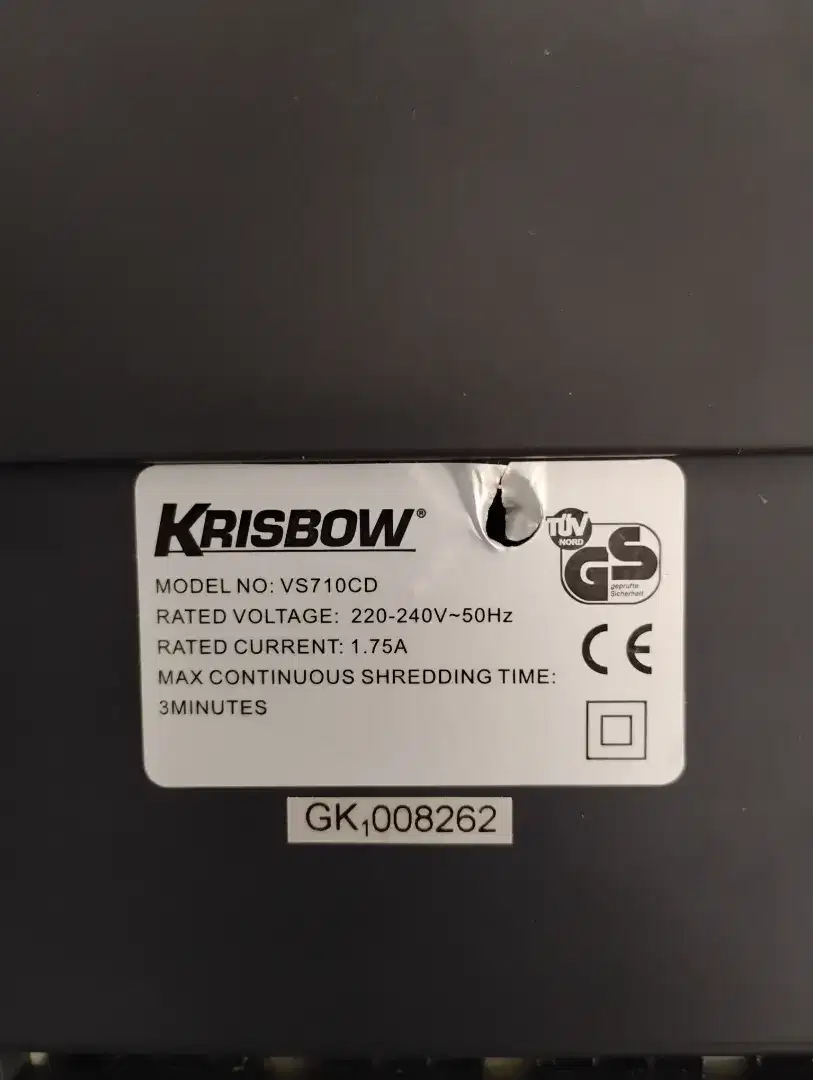 KRISBOW®
MODEL NO: VS710CD
RATED VOLTAGE: 220-240V~50Hz
RATED CURRENT: 1.75A
MAX CONTINUOUS SHREDDING TIME:
3MINUTES
TÜV
NORD
GS
geprüfte
Sicherheit
CE
GK₁008262